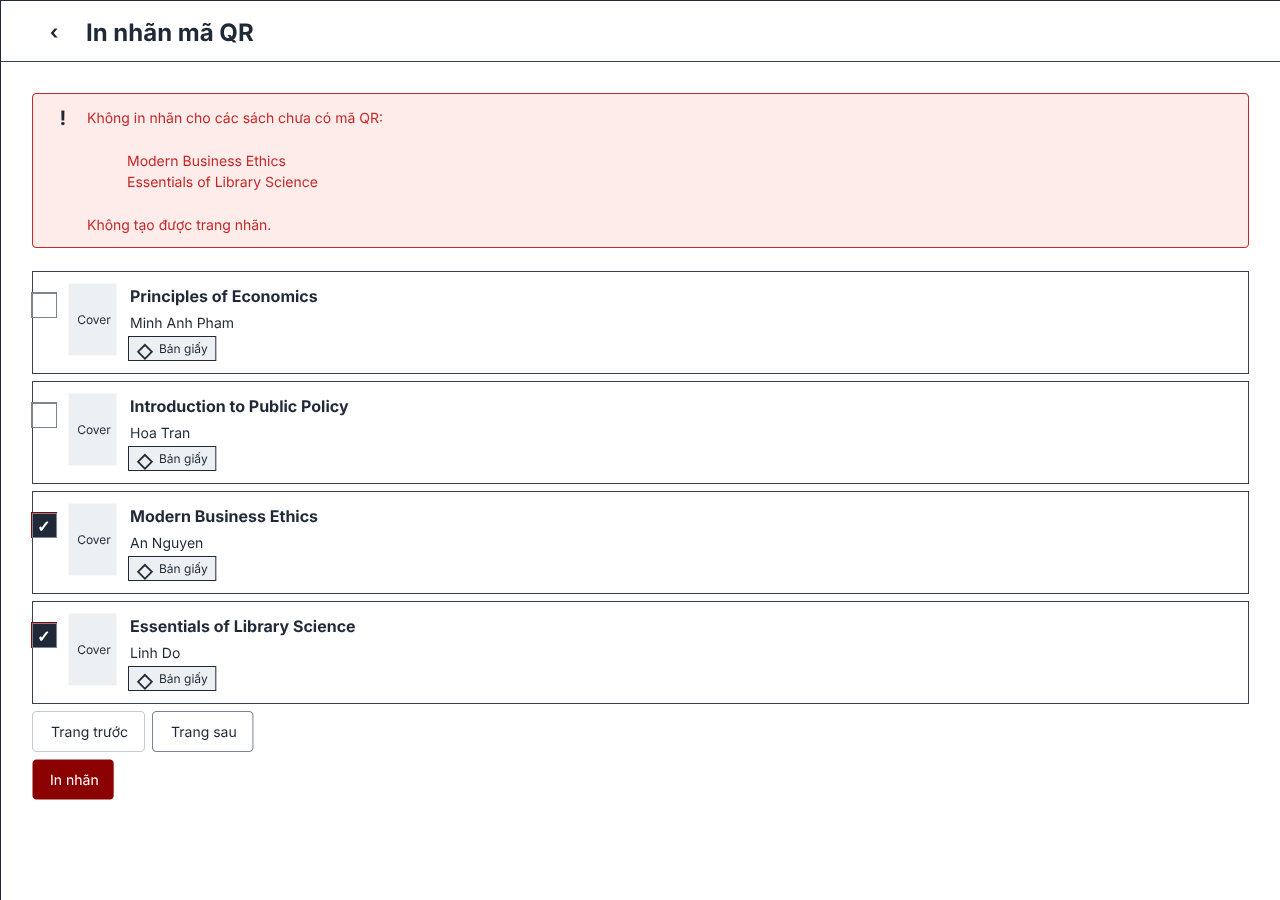 In nhãn mã QR
Không in nhãn cho các sách chưa có mã QR:
Modern Business Ethics
Essentials of Library Science
Không tạo được trang nhãn.
Cover
Principles of Economics
Minh Anh Pham
Bản giấy
Cover
Introduction to Public Policy
Hoa Tran
Bản giấy
Cover
Modern Business Ethics
An Nguyen
Bản giấy
Cover
Essentials of Library Science
Linh Do
Bản giấy
Trang trước
Trang sau
In nhãn